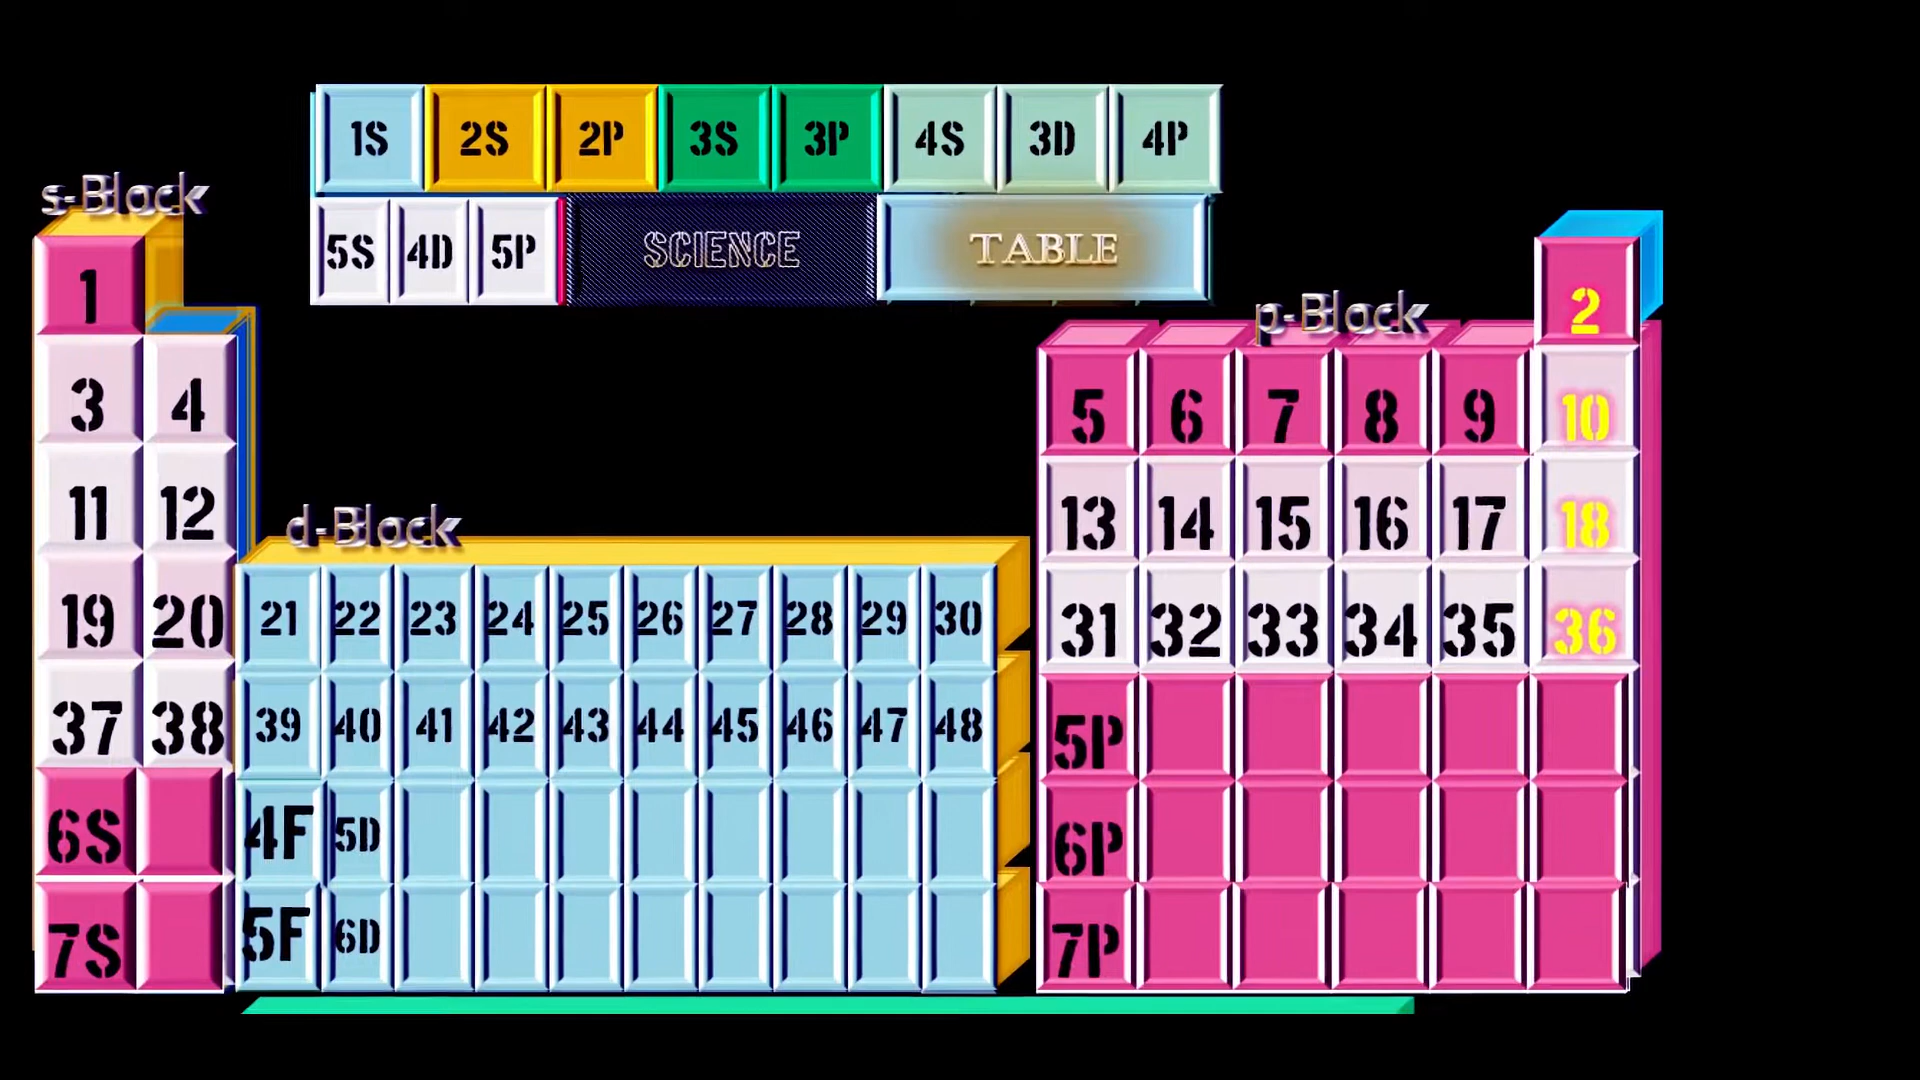 1S 2S 2P 3S 3P 4S 3D 4P
5S 4D 5P SCIENCE TABLE
s-Block
1 2
p-Block
3 4 5 6 7 8 9 10
11 12 13 14 15 16 17 18
d-Block
19 20 21 22 23 24 25 26 27 28 29 30 31 32 33 34 35 36
37 38 39 40 41 42 43 44 45 46 47 48 5P
6S 4F 5D 6P
7S 5F 6D 7P